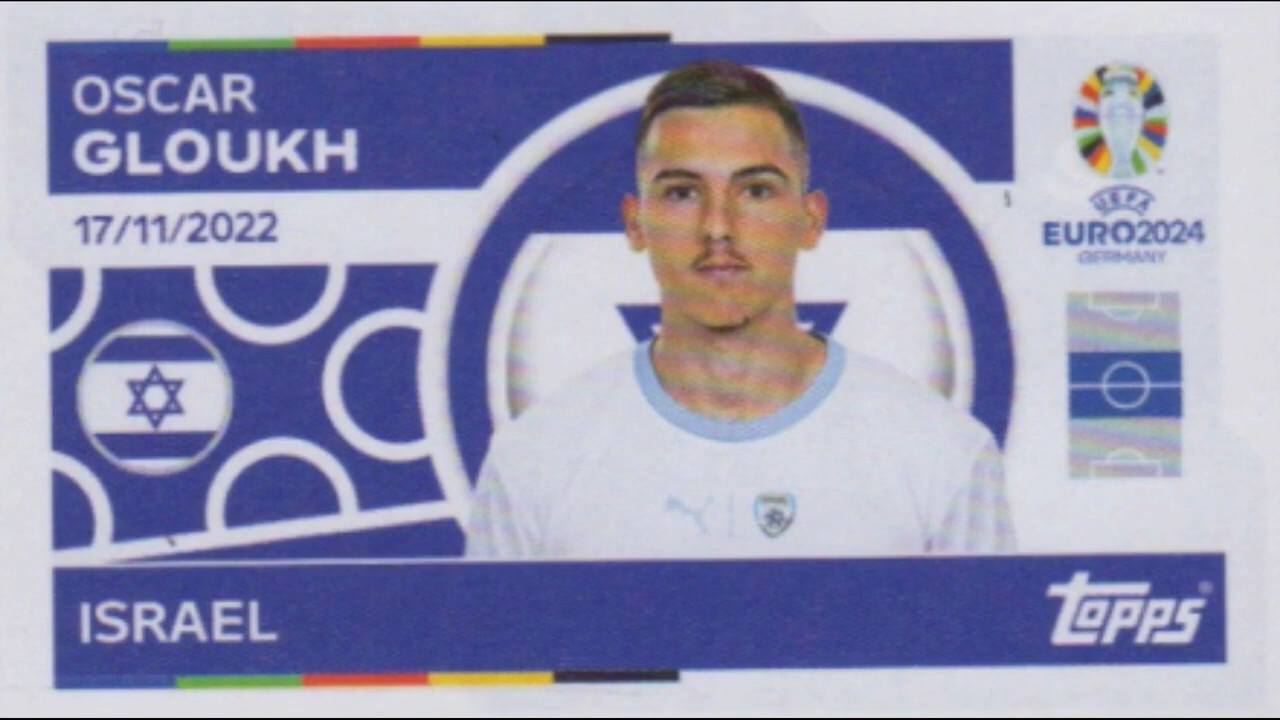 OSCAR
GLOUKH
17/11/2022
UEFA
EURO2024
GERMANY
ISRAEL
TOPPS